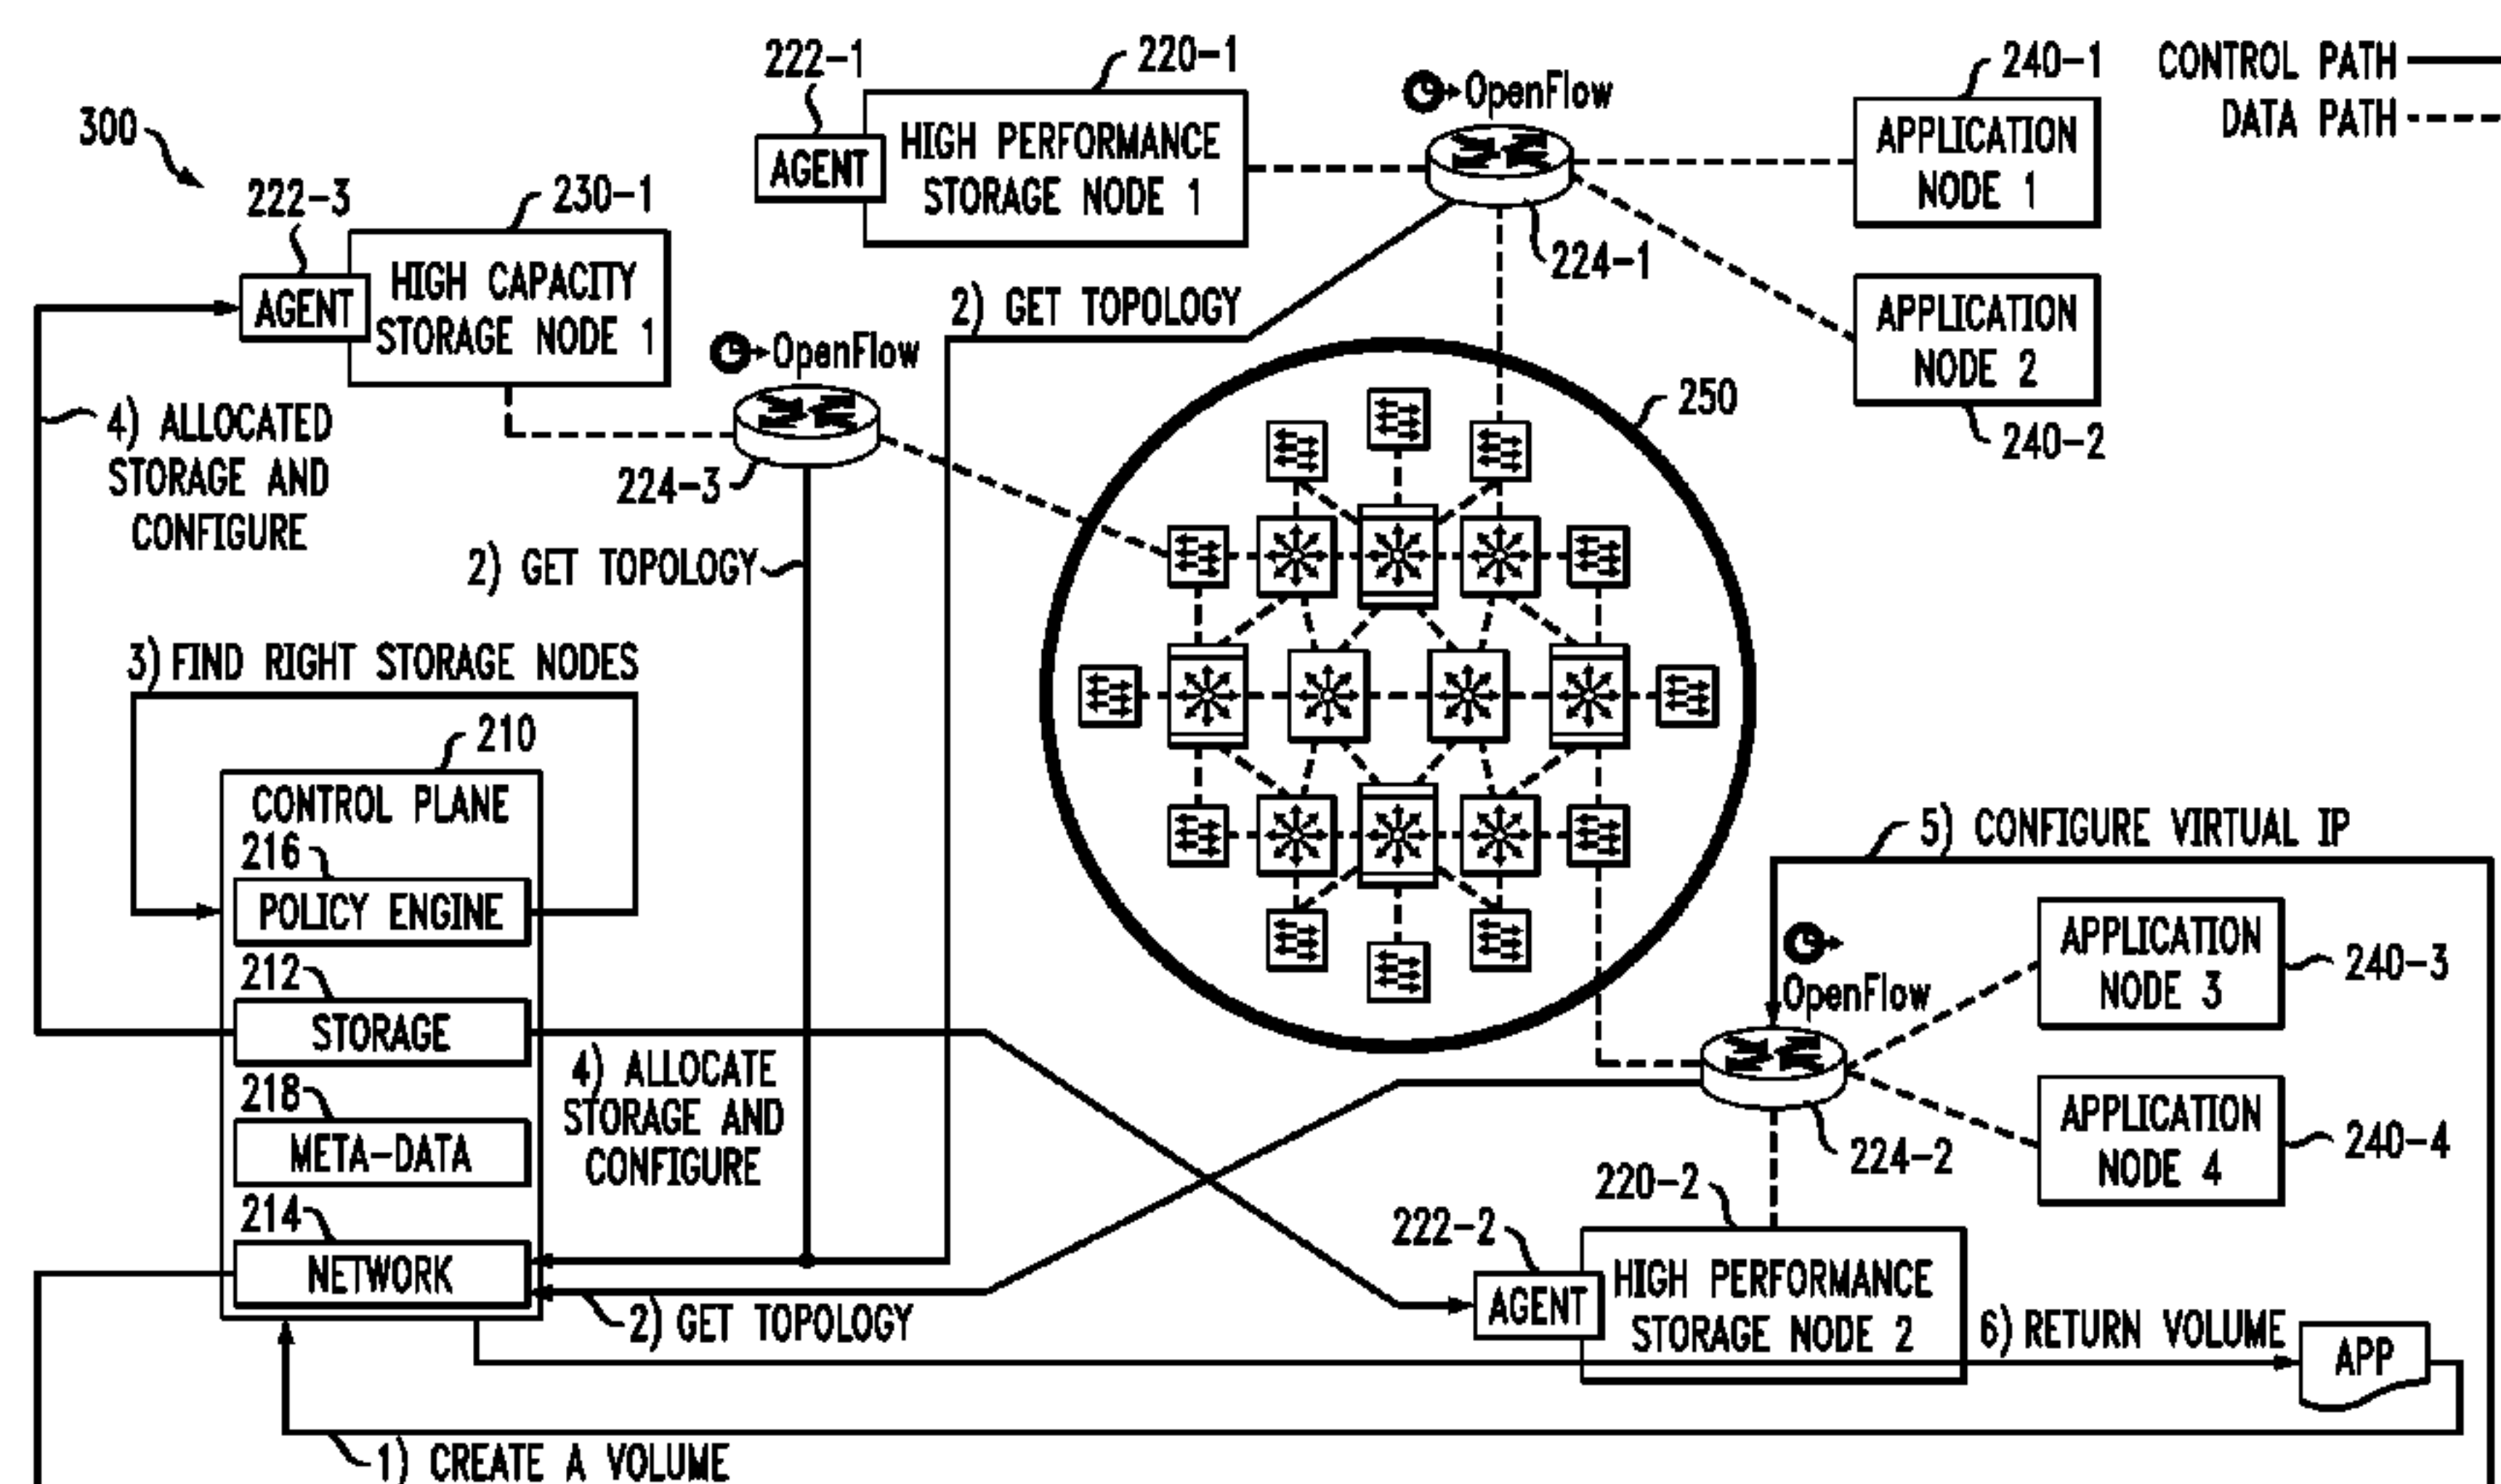 222-1
220-1
OpenFlow
240-1
CONTROL PATH
DATA PATH
300
AGENT
HIGH PERFORMANCE
STORAGE NODE 1
APPLICATION
NODE 1
222-3
230-1
224-1
AGENT
HIGH CAPACITY
STORAGE NODE 1
2) GET TOPOLOGY
APPLICATION
NODE 2
OpenFlow
250
240-2
4) ALLOCATED
STORAGE AND
CONFIGURE
224-3
2) GET TOPOLOGY
3) FIND RIGHT STORAGE NODES
210
CONTROL PLANE
216
POLICY ENGINE
212
STORAGE
218
META-DATA
214
NETWORK
4) ALLOCATE
STORAGE AND
CONFIGURE
2) GET TOPOLOGY
5) CONFIGURE VIRTUAL IP
OpenFlow
APPLICATION
NODE 3
240-3
224-2
APPLICATION
NODE 4
240-4
220-2
222-2
AGENT
HIGH PERFORMANCE
STORAGE NODE 2
6) RETURN VOLUME
APP
1) CREATE A VOLUME